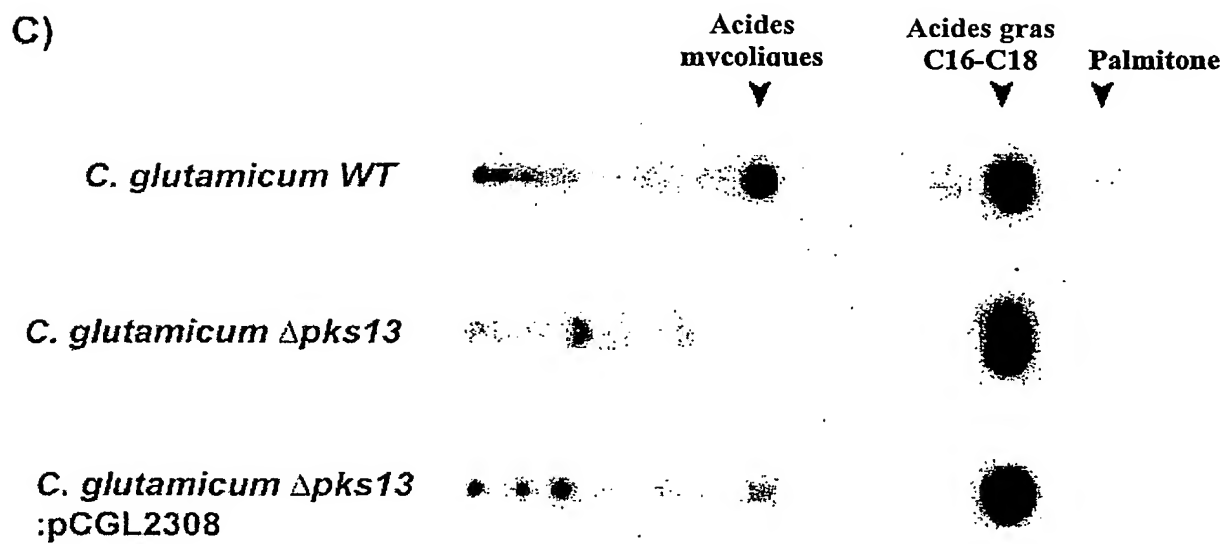 C)
Acides
mycoliques
Acides gras
C16-C18
Palmitone
C. glutamicum WT
C. glutamicum Δpks13
C. glutamicum Δpks13
:pCGL2308